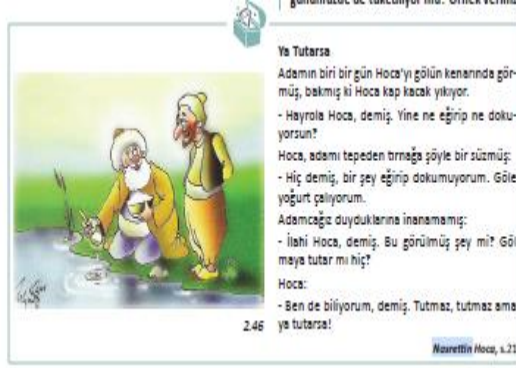 günümüzde de tükediliyor mu? Örnek veriniz
Ya Tutarsa
Adamın biri bir gün Hoca'yı gölün kenarında gör-
müş, bakmış ki Hoca kap kacak yıkıyor.
- Hayrola Hoca, demiş. Yine ne eğirip ne doku-
yorsun?
Hoca, adamı tepeden tırnağa şöyle bir süzmüş:
- Hiç demiş, bir şey eğirip dokumuyorum. Göle
yoğurt çalıyorum.
Adamcağız duyduklarına inanamamış:
- İlahi Hoca, demiş. Bu görülmüş şey mi? Göl
maya tutar mı hiç?
Hoca:
- Ben de biliyorum, demiş. Tutmaz, tutmaz ama
ya tutarsa!
2.46
Nasrettin Hoca, s.21